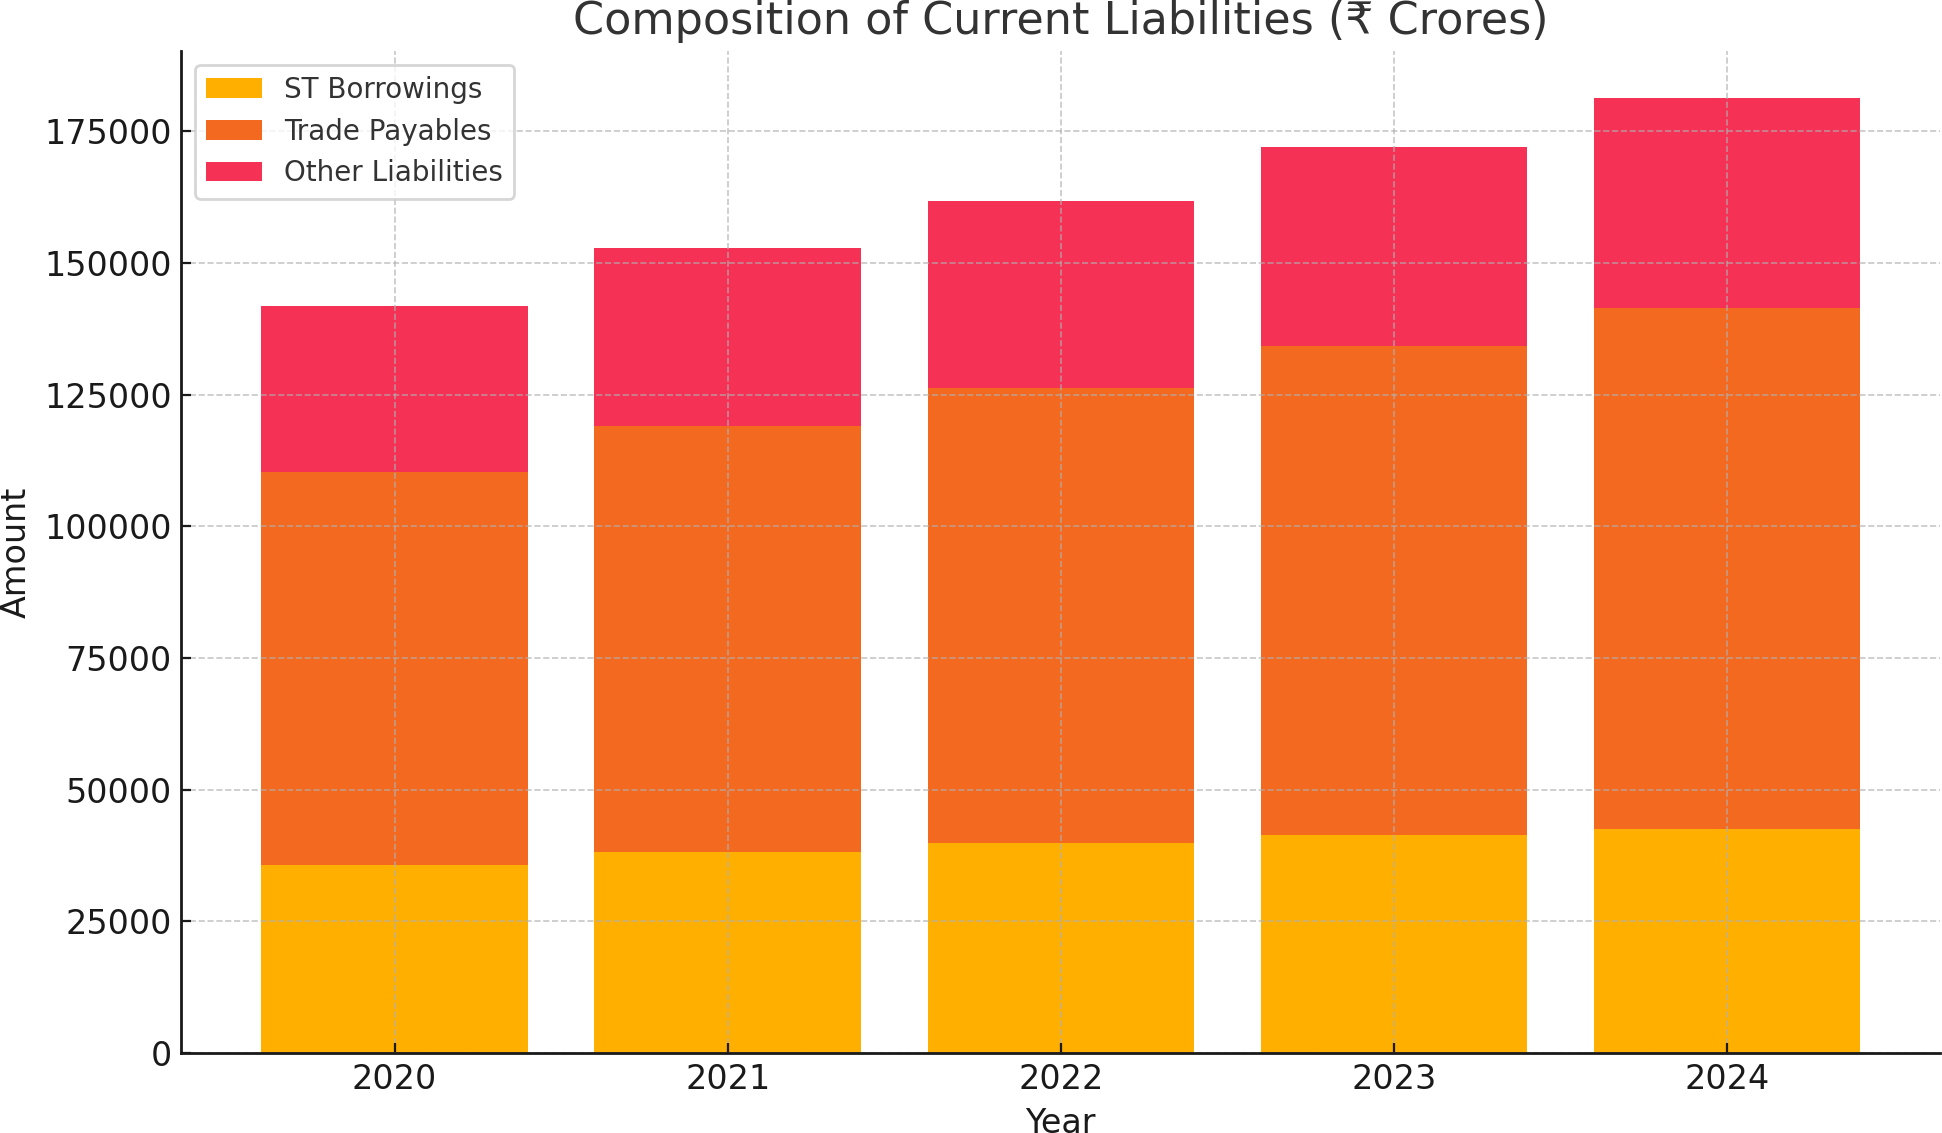 Composition of Current Liabilities (₹ Crores)
ST Borrowings
Trade Payables
Other Liabilities
175000
150000
125000
100000
75000
50000
25000
0
Amount
2020 2021 2022 2023 2024
Year